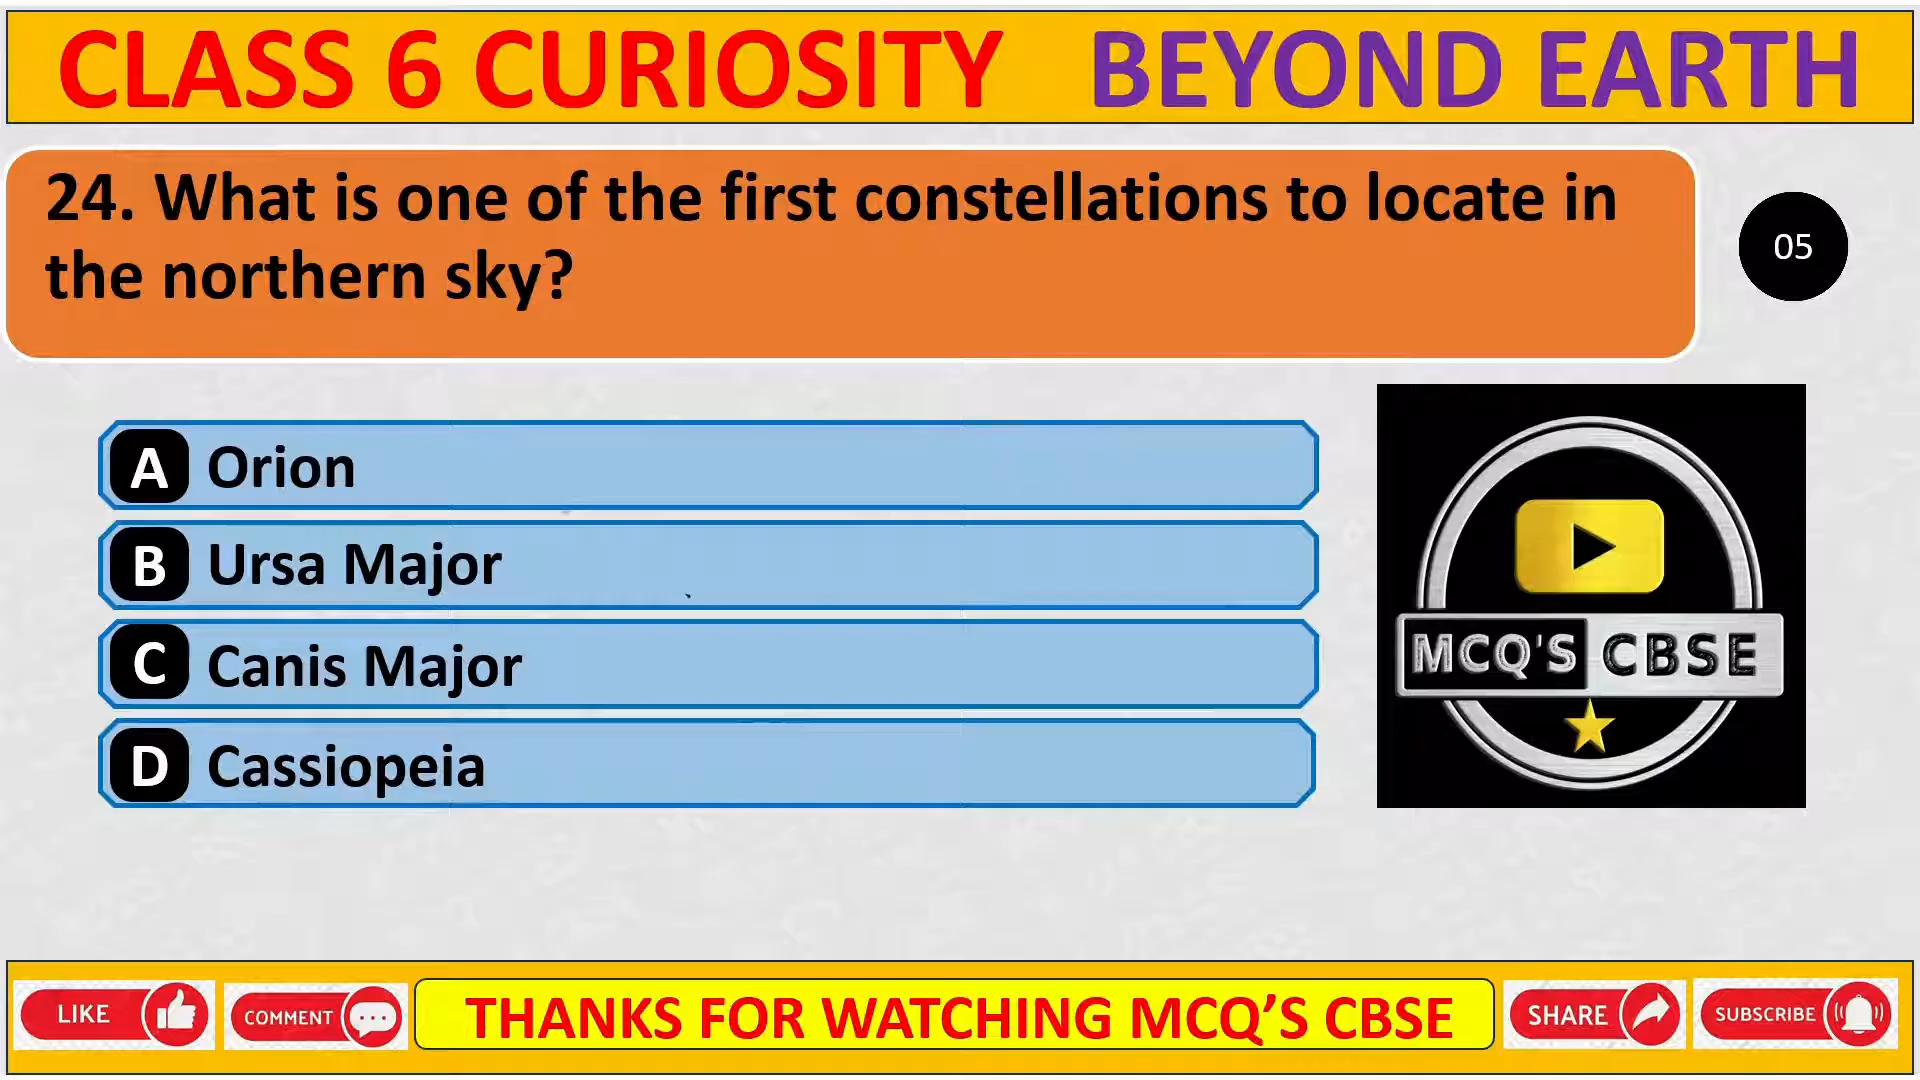 CLASS 6 CURIOSITY BEYOND EARTH
24. What is one of the first constellations to locate in
the northern sky?
05
A Orion
B Ursa Major
C Canis Major
D Cassiopeia
MCQ'S CBSE
LIKE
COMMENT
THANKS FOR WATCHING MCQ’S CBSE
SHARE
SUBSCRIBE